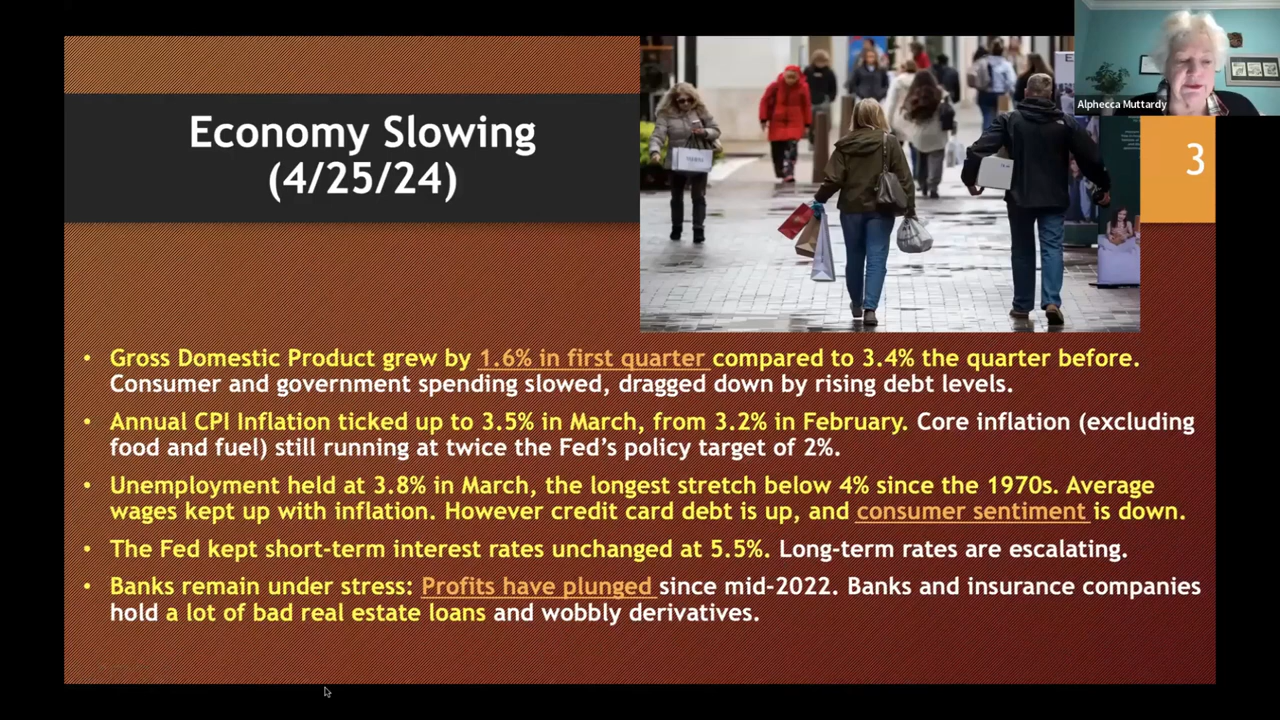 Alphecca Muttardy
Economy Slowing
(4/25/24)
3
• Gross Domestic Product grew by 1.6% in first quarter compared to 3.4% the quarter before.
Consumer and government spending slowed, dragged down by rising debt levels.
• Annual CPI Inflation ticked up to 3.5% in March, from 3.2% in February. Core inflation (excluding
food and fuel) still running at twice the Fed’s policy target of 2%.
• Unemployment held at 3.8% in March, the longest stretch below 4% since the 1970s. Average
wages kept up with inflation. However credit card debt is up, and consumer sentiment is down.
• The Fed kept short-term interest rates unchanged at 5.5%. Long-term rates are escalating.
• Banks remain under stress: Profits have plunged since mid-2022. Banks and insurance companies
hold a lot of bad real estate loans and wobbly derivatives.